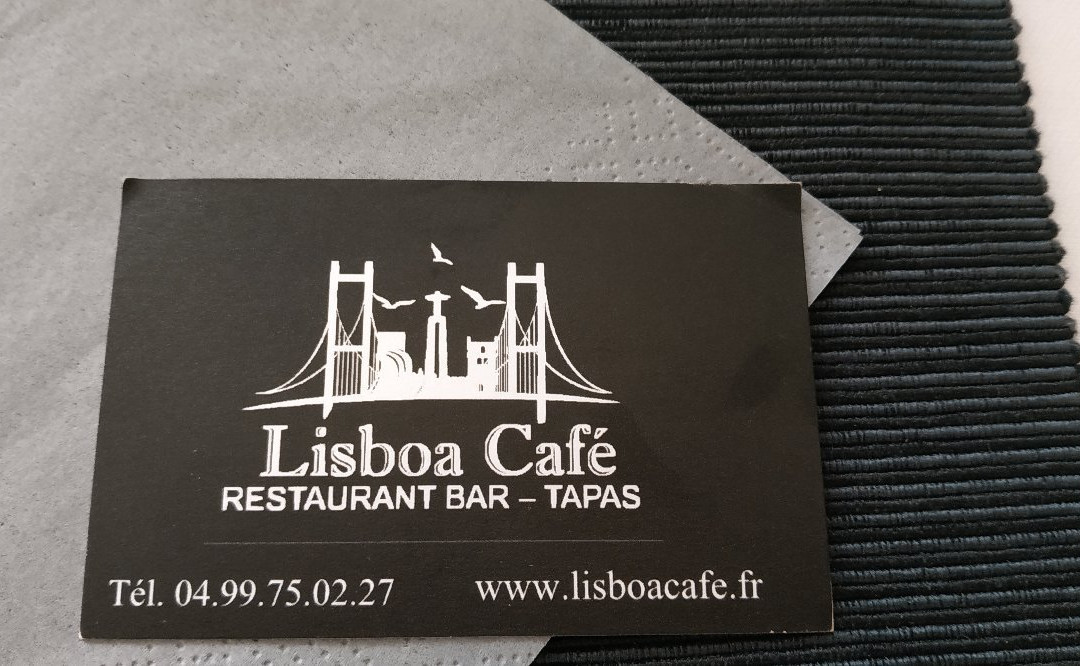 Lisboa Café
RESTAURANT BAR – TAPAS
Tél. 04.99.75.02.27 www.lisboacafe.fr